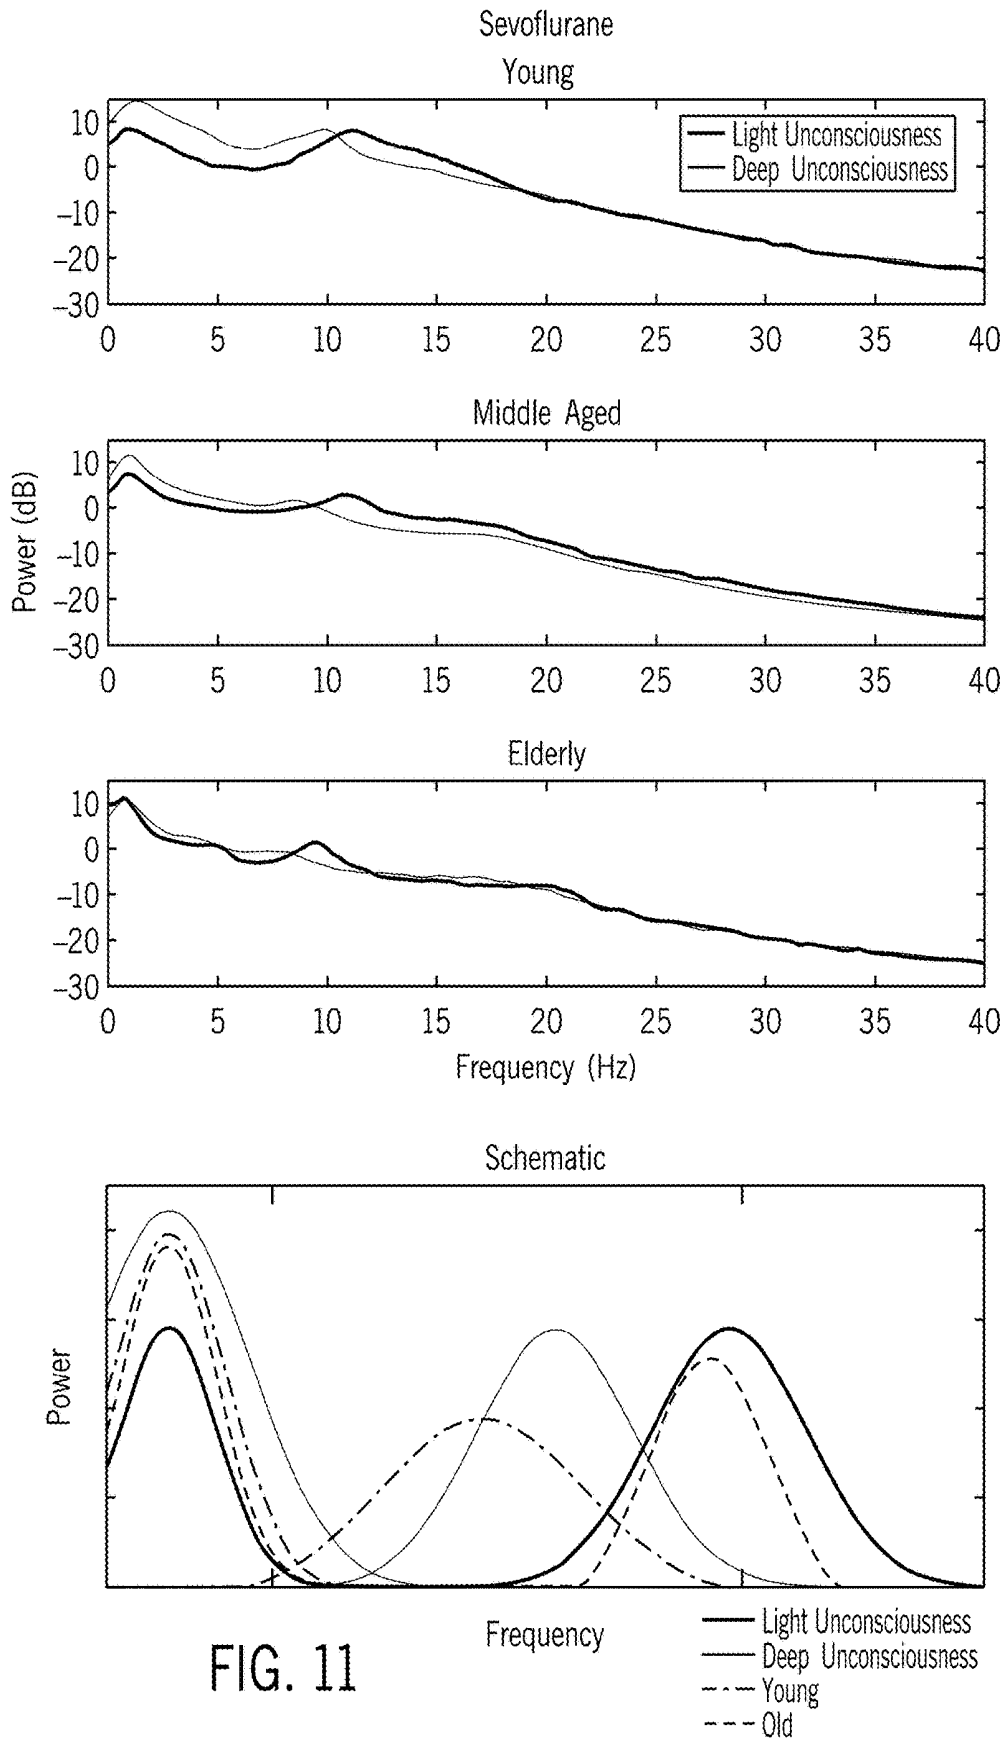 Sevoflurane
Young
Light Unconsciousness
Deep Unconsciousness
10
0
–10
–20
–30
0 5 10 15 20 25 30 35 40
Middle Aged
Power (dB)
10
0
–10
–20
–30
0 5 10 15 20 25 30 35 40
Elderly
10
0
–10
–20
–30
0 5 10 15 20 25 30 35 40
Frequency (Hz)
Schematic
Power
Frequency
Light Unconsciousness
Deep Unconsciousness
Young
Old
FIG. 11